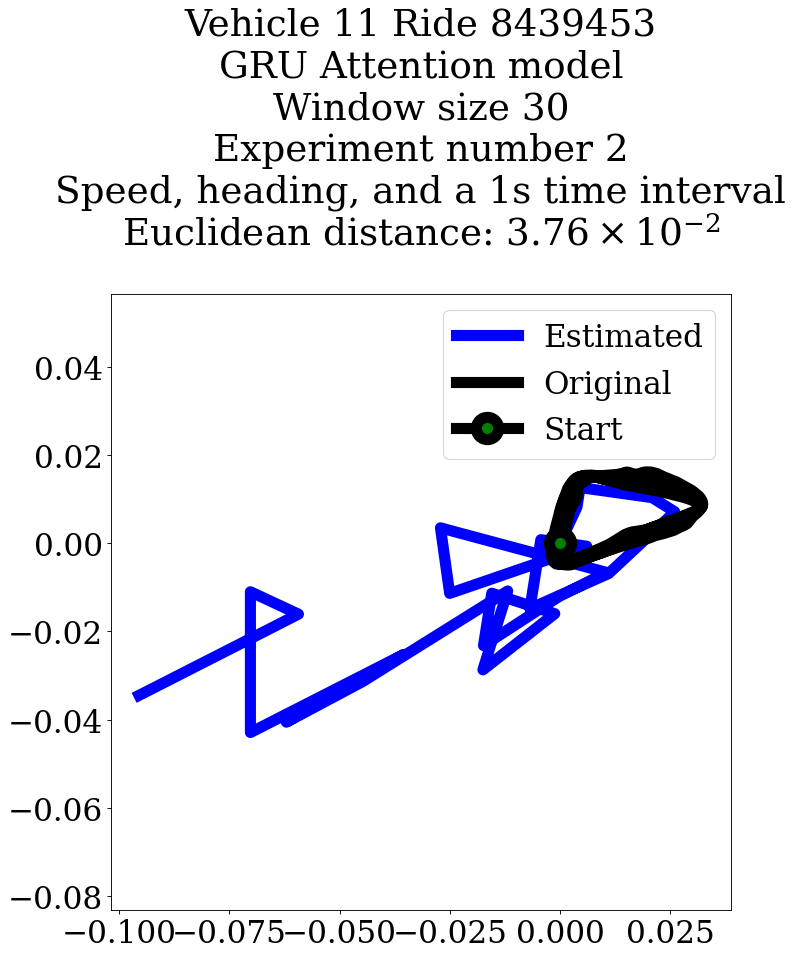 Vehicle 11 Ride 8439453
GRU Attention model
Window size 30
Experiment number 2
Speed, heading, and a 1s time interval
Euclidean distance: 3.76 × 10⁻²
Estimated
Original
Start
0.04
0.02
0.00
−0.02
−0.04
−0.06
−0.08
−0.100 −0.075 −0.050 −0.025 0.000 0.025